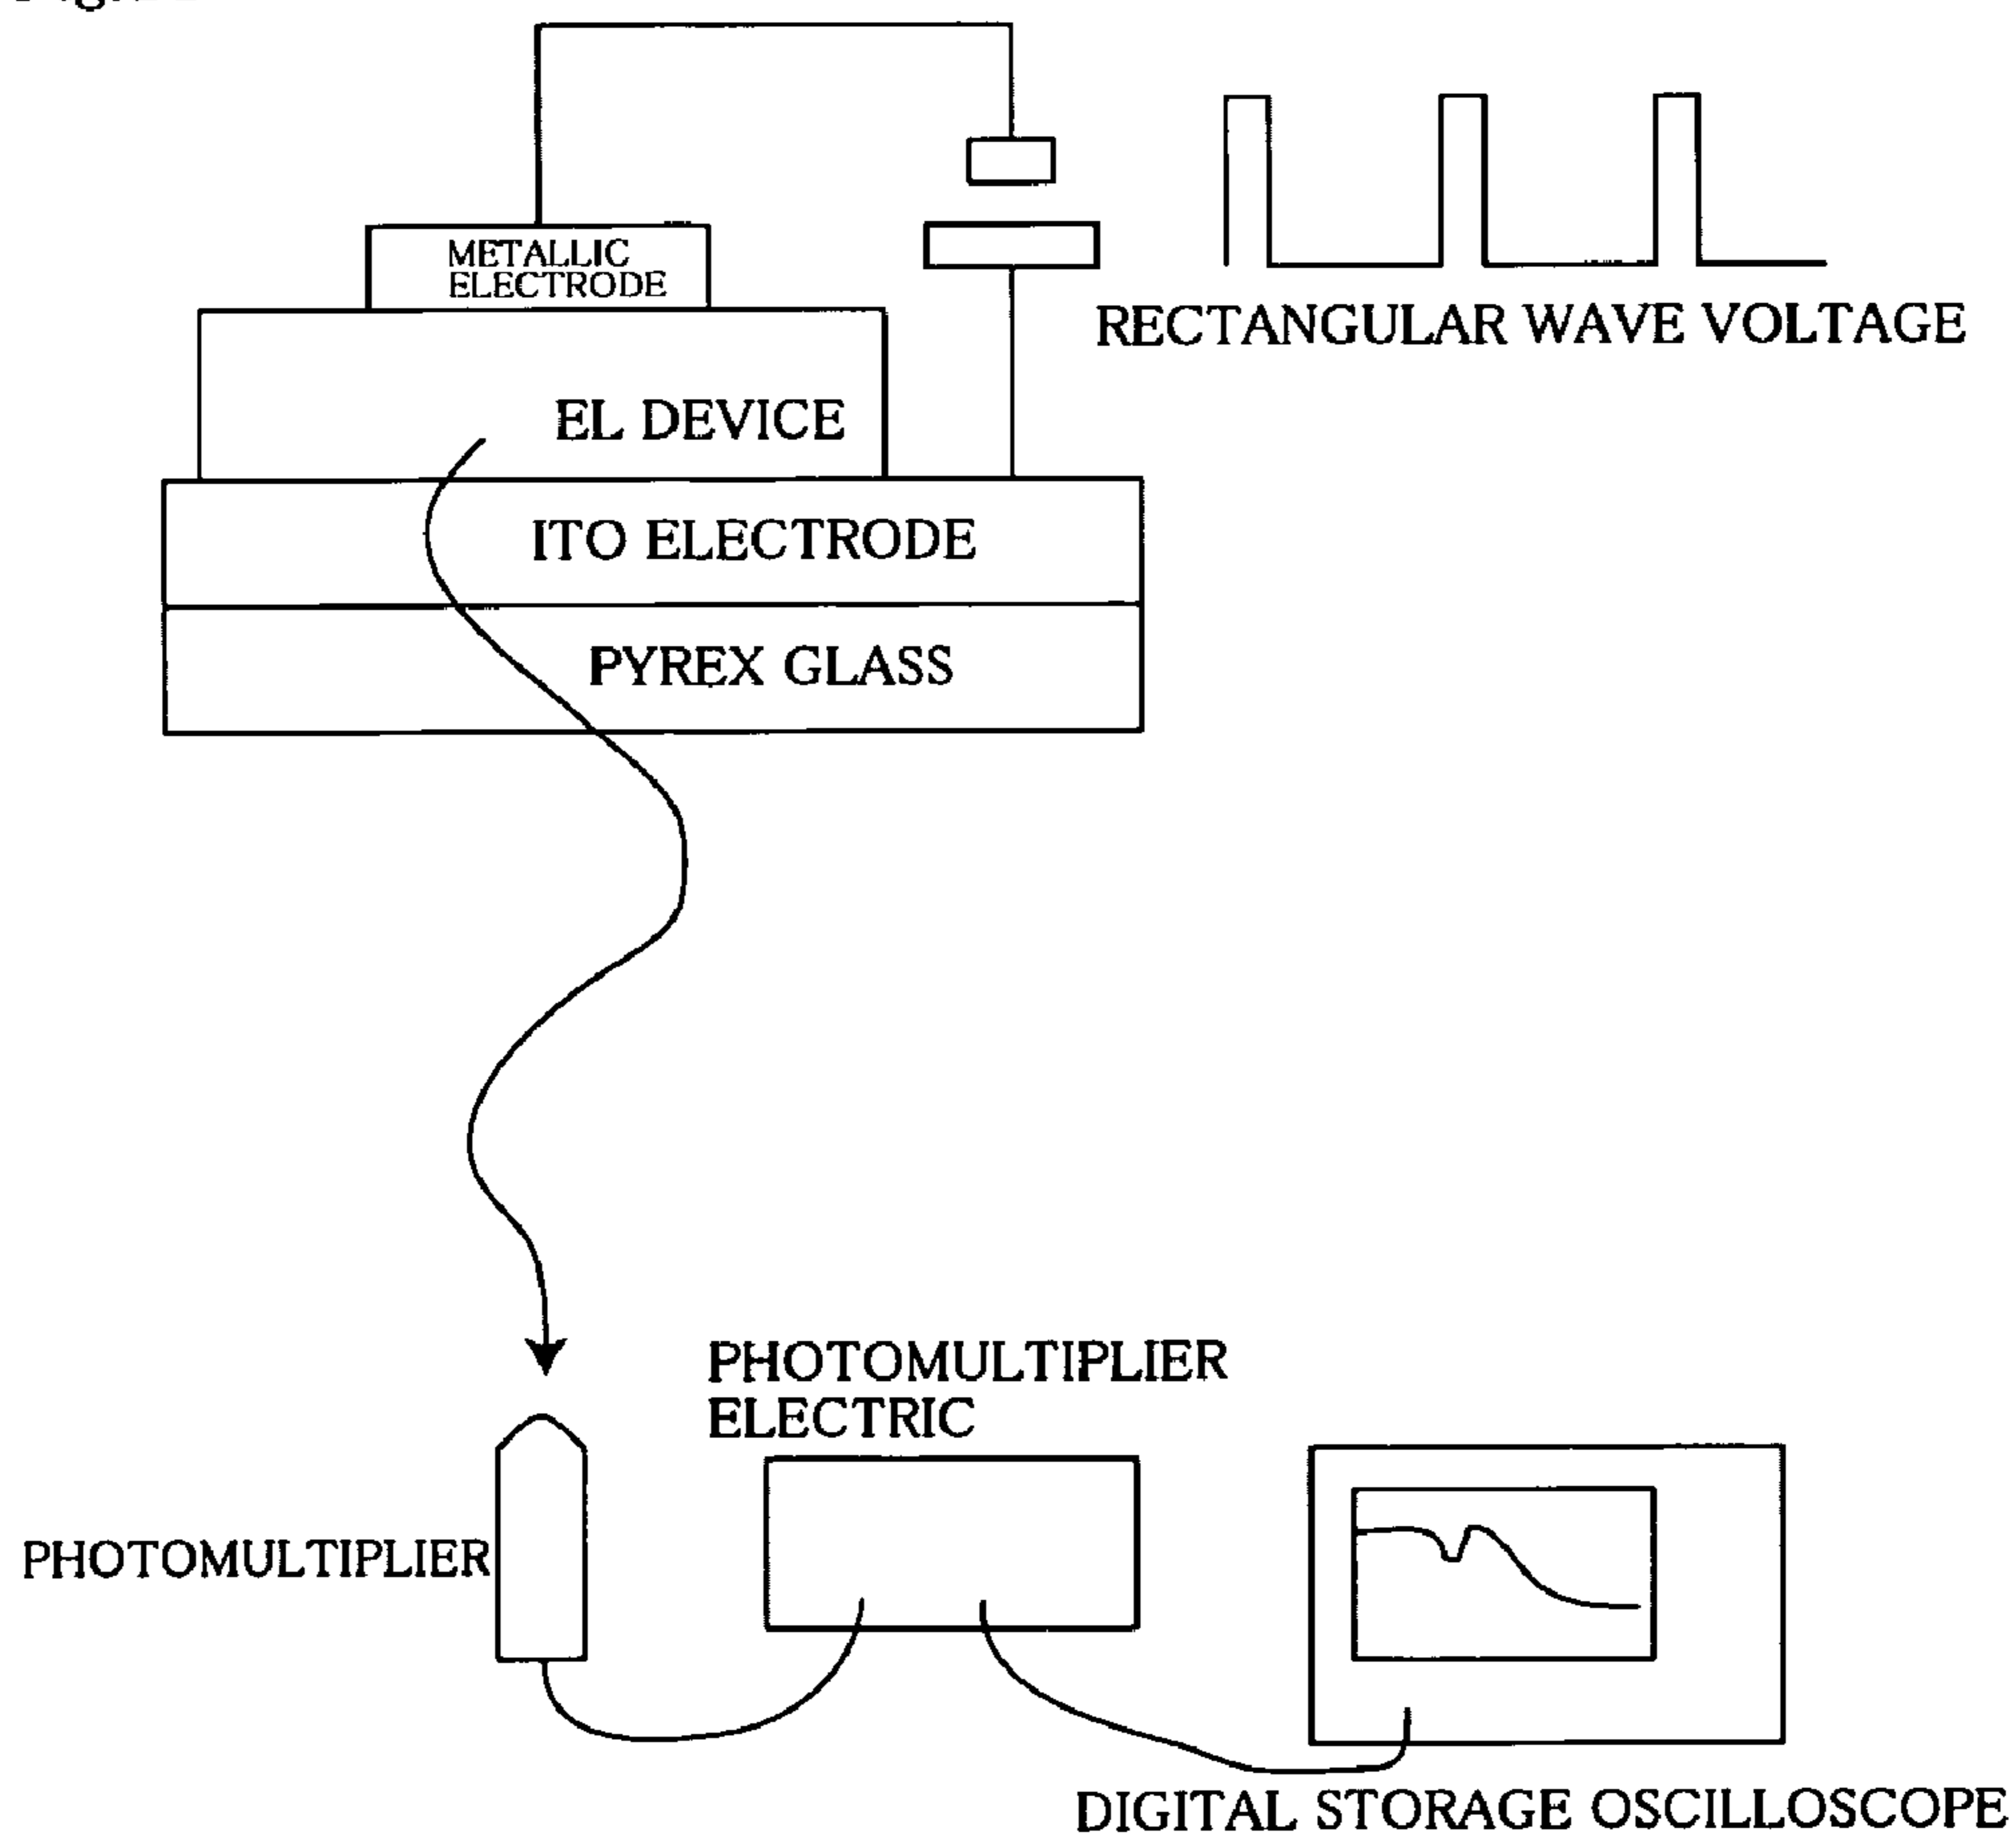 METALLIC
ELECTRODE
RECTANGULAR WAVE VOLTAGE
EL DEVICE
ITO ELECTRODE
PYREX GLASS
PHOTOMULTIPLIER
ELECTRIC
PHOTOMULTIPLIER
DIGITAL STORAGE OSCILLOSCOPE